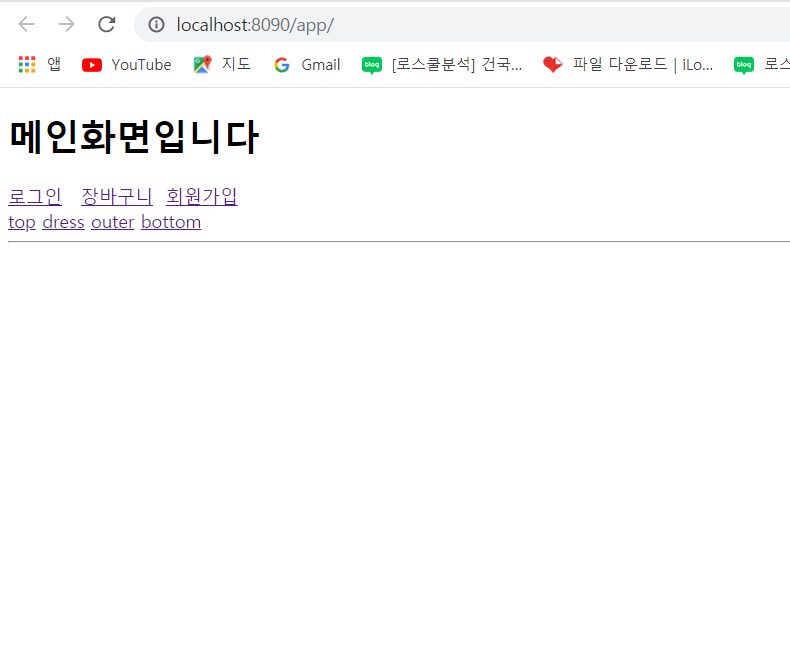 localhost:8090/app/
앱 YouTube 지도 Gmail [로스쿨분석] 건국... 파일 다운로드 | iLo... 로스
메인화면입니다
로그인 장바구니 회원가입
top dress outer bottom